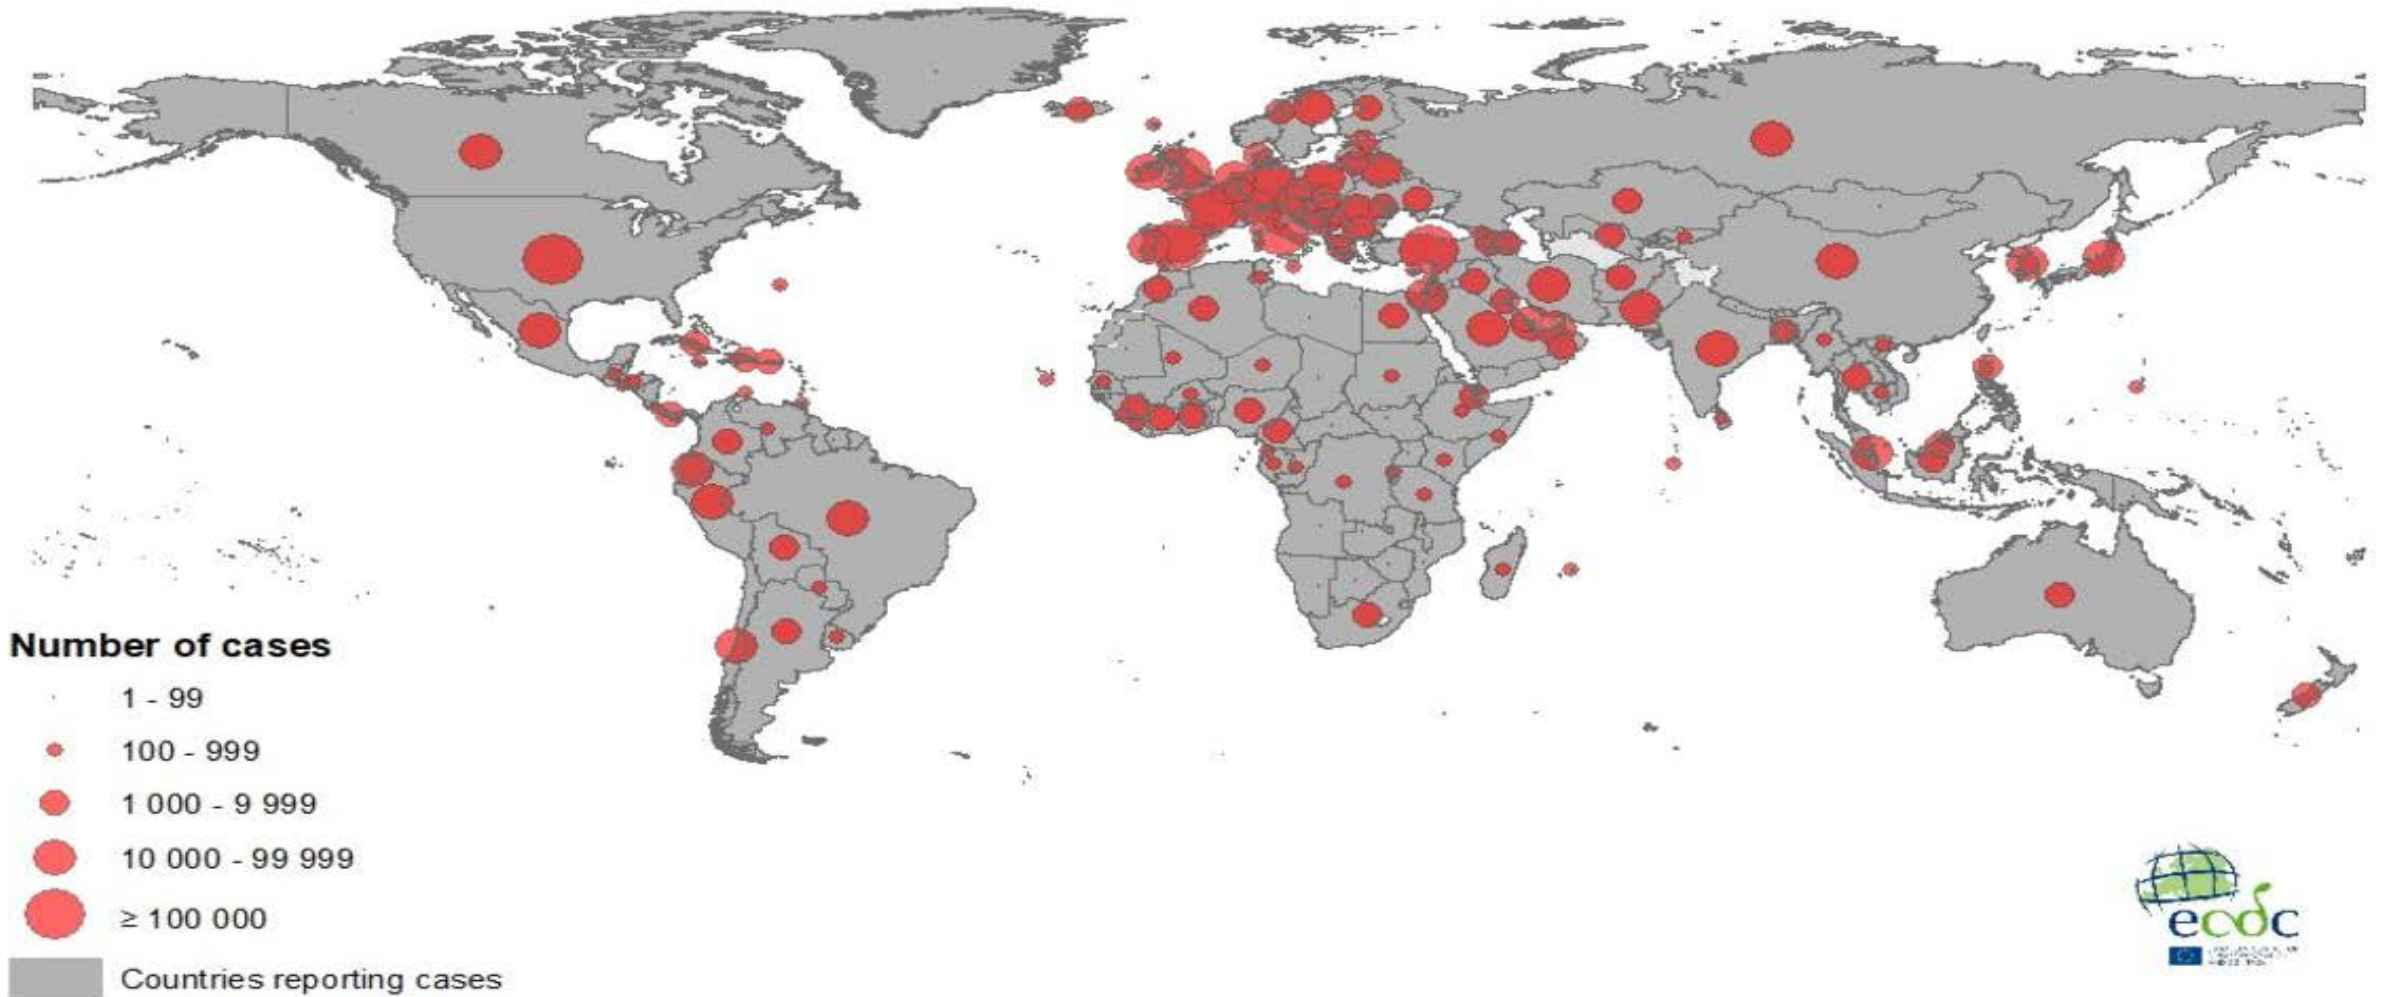 Number of cases
1 - 99
100 - 999
1 000 - 9 999
10 000 - 99 999
≥ 100 000
Countries reporting cases
ecdc